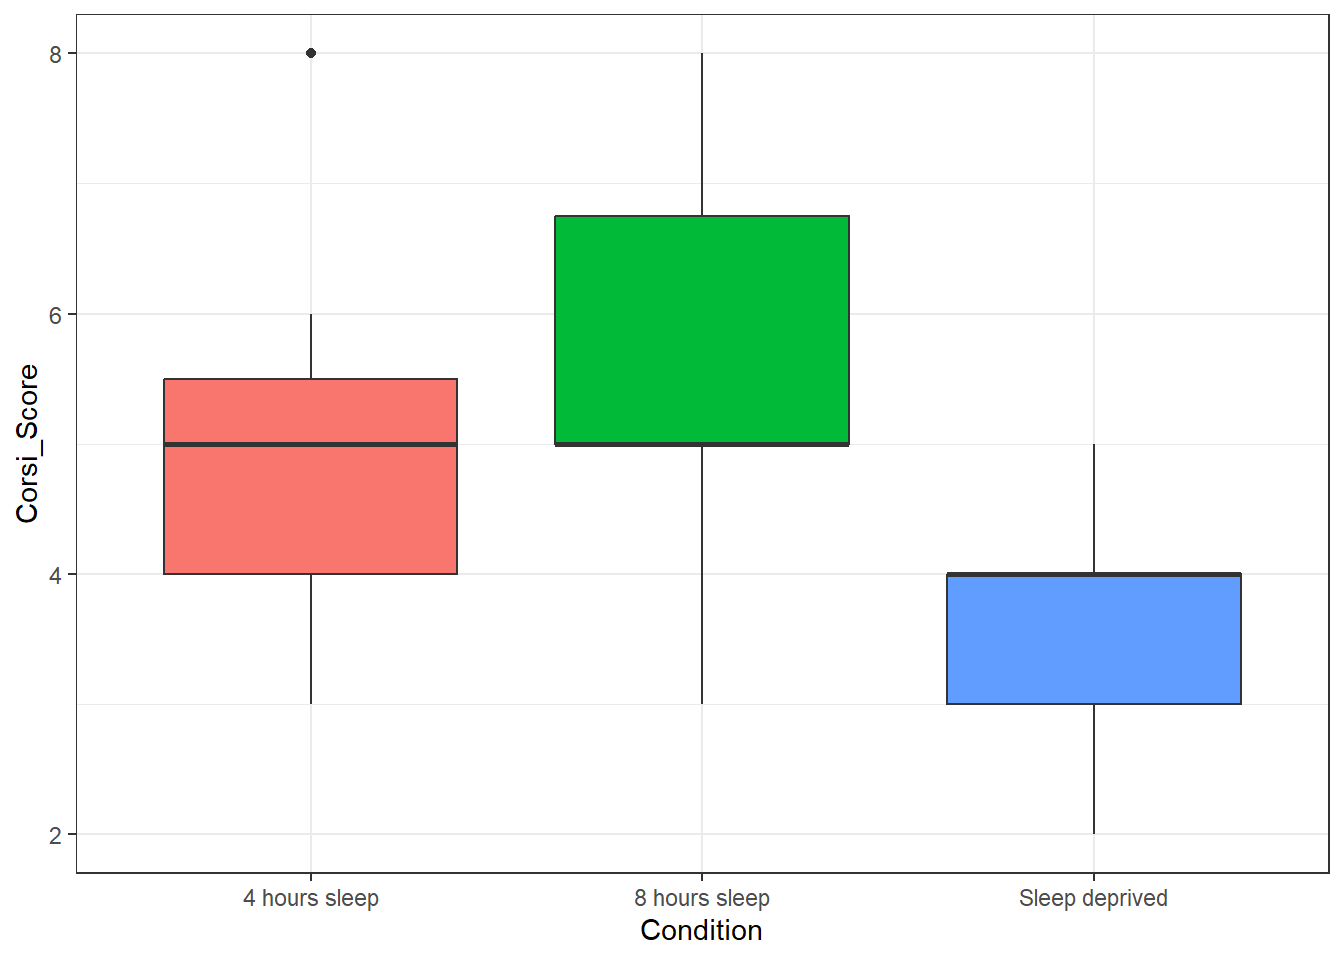 8
6
4
2
Corsi_Score
4 hours sleep
8 hours sleep
Sleep deprived
Condition